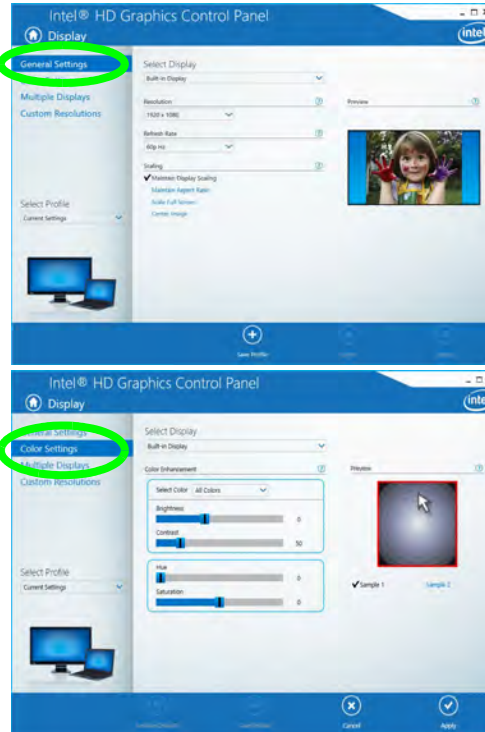 Intel® HD Graphics Control Panel
Display
intel
General Settings
Multiple Displays
Custom Resolutions
Select Profile
Current Settings
Select Display
Built-in Display
Resolution
1920 x 1080
Refresh Rate
60p Hz
Scaling
Maintain Display Scaling
Maintain Aspect Ratio
Scale Full Screen
Center Image
Preview
Save Profile
Intel® HD Graphics Control Panel
Display
intel
General Settings
Color Settings
Multiple Displays
Custom Resolutions
Select Profile
Current Settings
Select Display
Built-in Display
Color Enhancement
Select Color All Colors
Brightness
0
Contrast
50
Hue
0
Saturation
0
Preview
Sample 1 Sample 2
Cancel
Apply